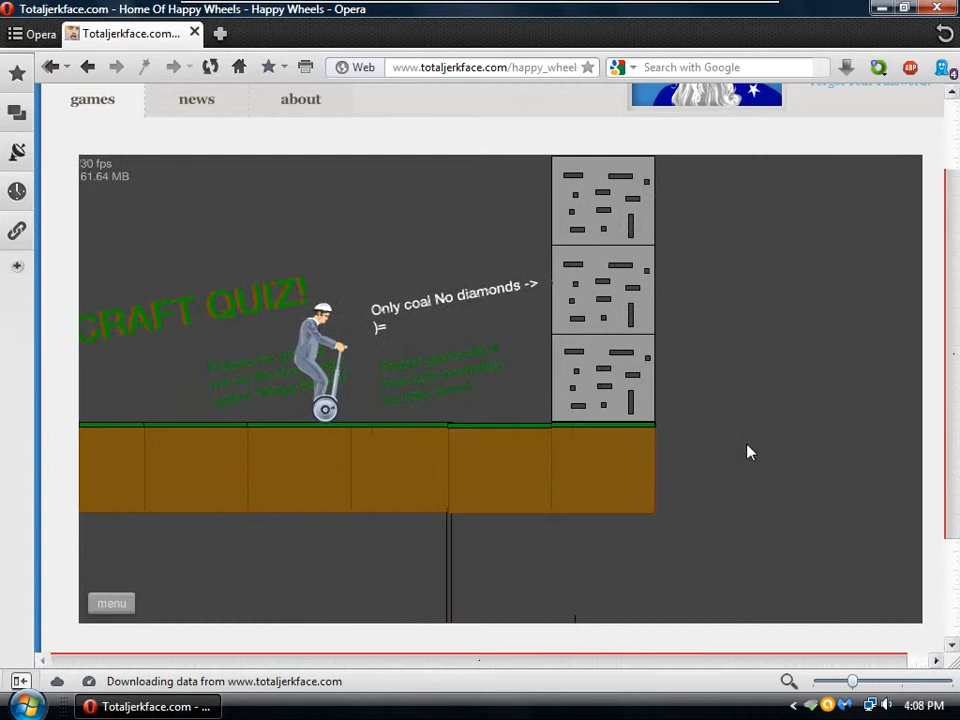 Totaljerkface.com - Home Of Happy Wheels - Happy Wheels - Opera
Opera
Totaljerkface.com...
Web
www.totaljerkface.com/happy_wheel
Search with Google
4
games
news
about
30 fps
61.64 MB
CRAFT QUIZ!
Only coal No diamonds ->
)=
menu
Downloading data from www.totaljerkface.com
Totaljerkface.com - ...
4:08 PM